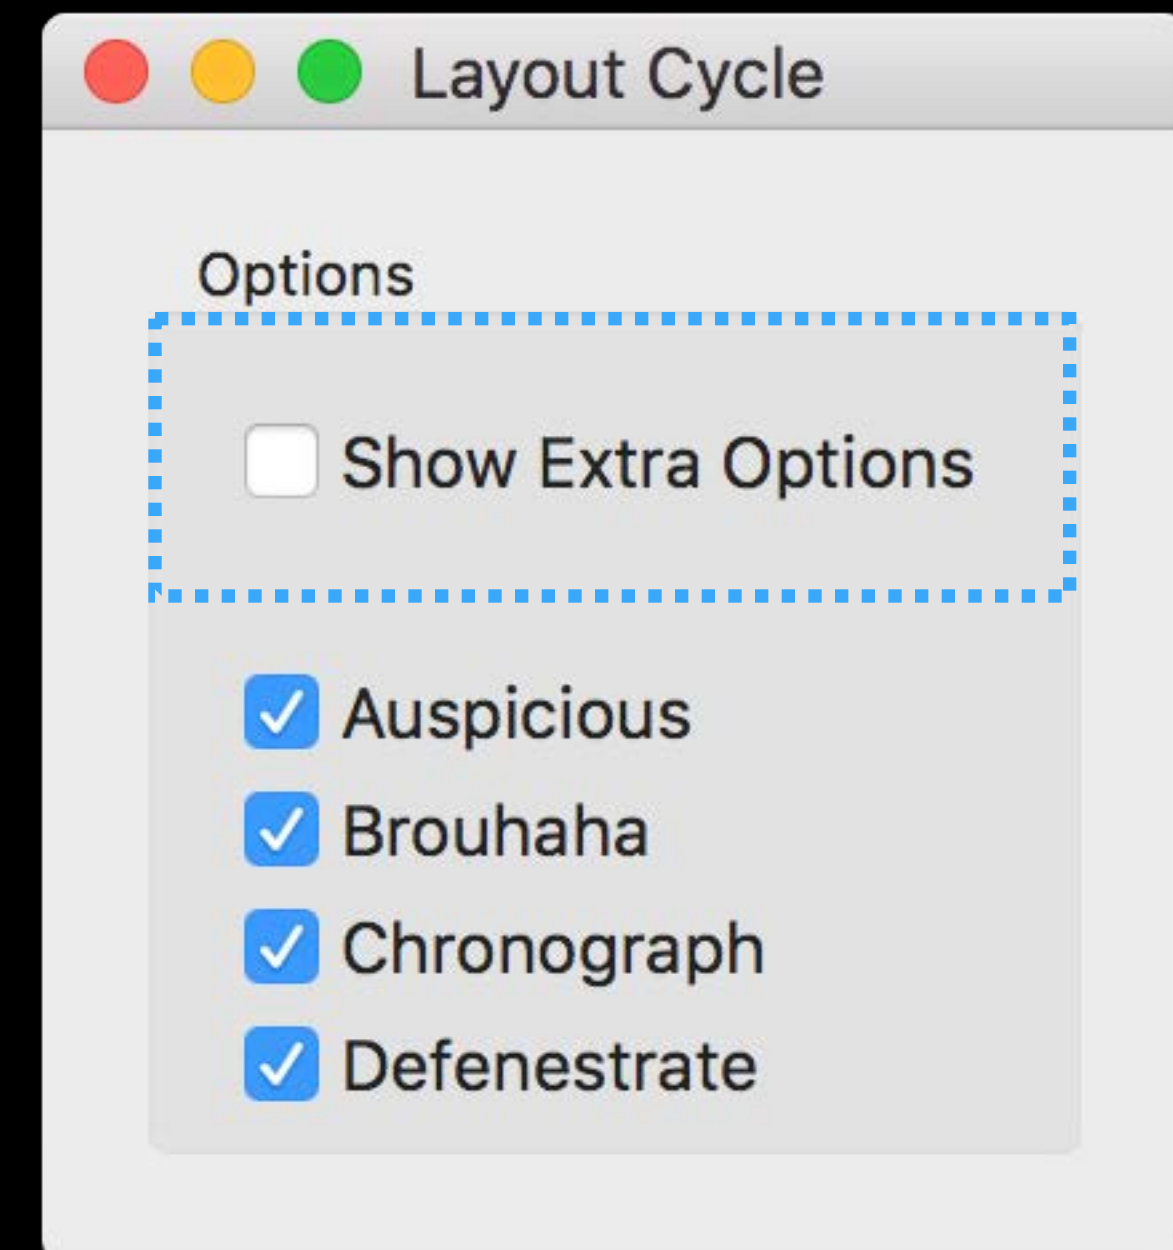 Layout Cycle
Options
Show Extra Options
Auspicious
Brouhaha
Chronograph
Defenestrate